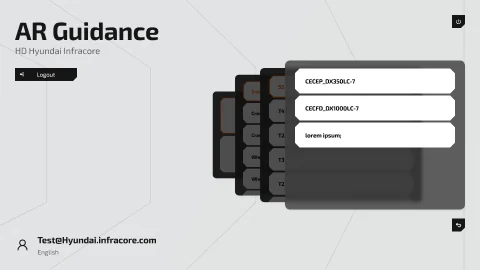 AR Guidance
HD Hyundai Infracore
Logout
CECEP_DX350LC-7
CECFD_DX1000LC-7
lorem ipsum;
Test@Hyundai.infracore.com
English